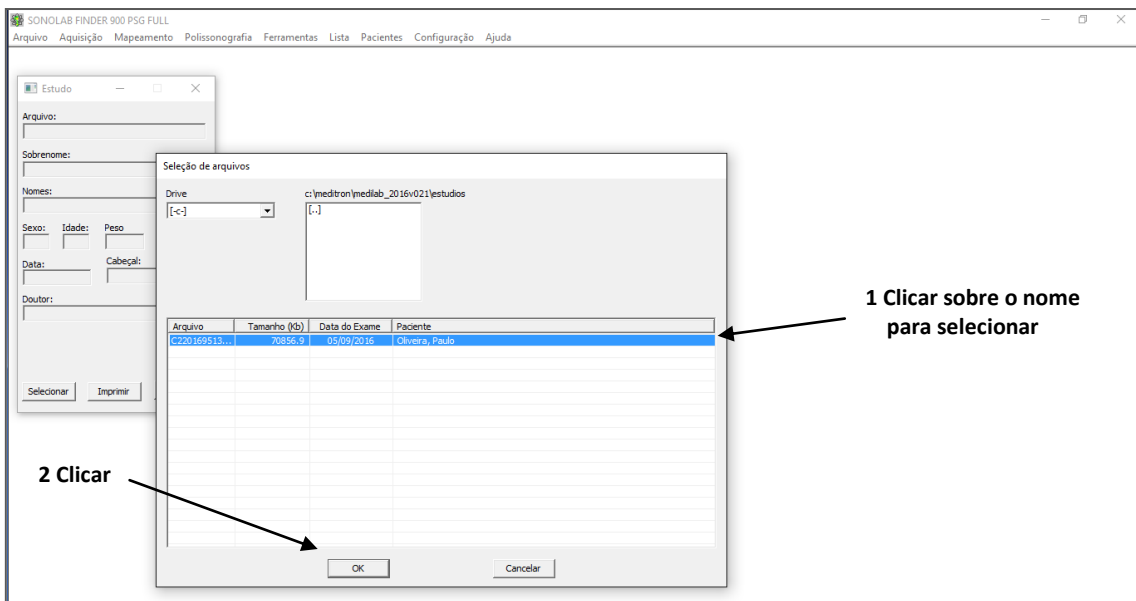 SONOLAB FINDER 900 PSG FULL
Arquivo Aquisição Mapeamento Polissonografia Ferramentas Lista Pacientes Configuração Ajuda
Estudo
Arquivo:
Sobrenome:
Nomes:
Sexo: Idade: Peso
Data: Cabeçal:
Doutor:
Selecionar Imprimir
Seleção de arquivos
Drive c:\meditron\medilab_2016v021\estudios
[-c-] [..]
Arquivo Tamanho (Kb) Data do Exame Paciente
C220169513... 70856.9 05/09/2016 Oliveira, Paulo
OK Cancelar
1 Clicar sobre o nome
para selecionar
2 Clicar